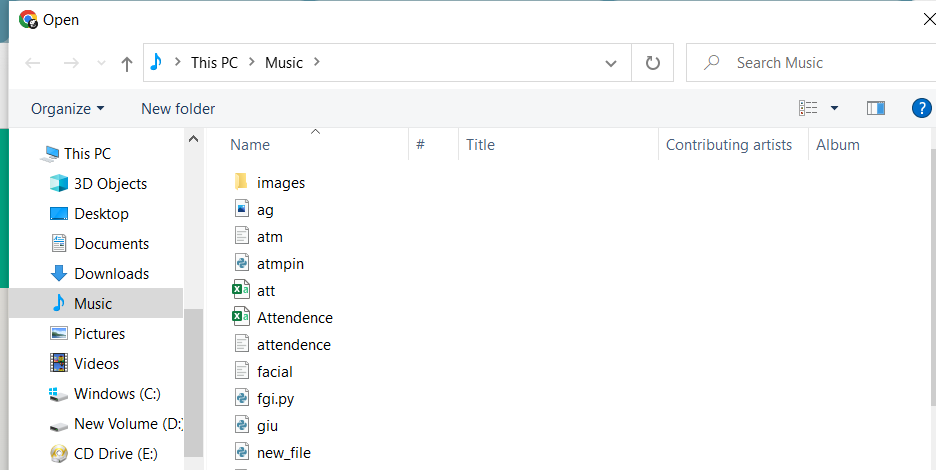 Open
This PC Music
Search Music
Organize New folder
Name # Title Contributing artists Album
This PC
3D Objects
Desktop
Documents
Downloads
Music
Pictures
Videos
Windows (C:)
New Volume (D:
CD Drive (E:)
images
ag
atm
atmpin
att
Attendence
attendence
facial
fgi.py
giu
new_file